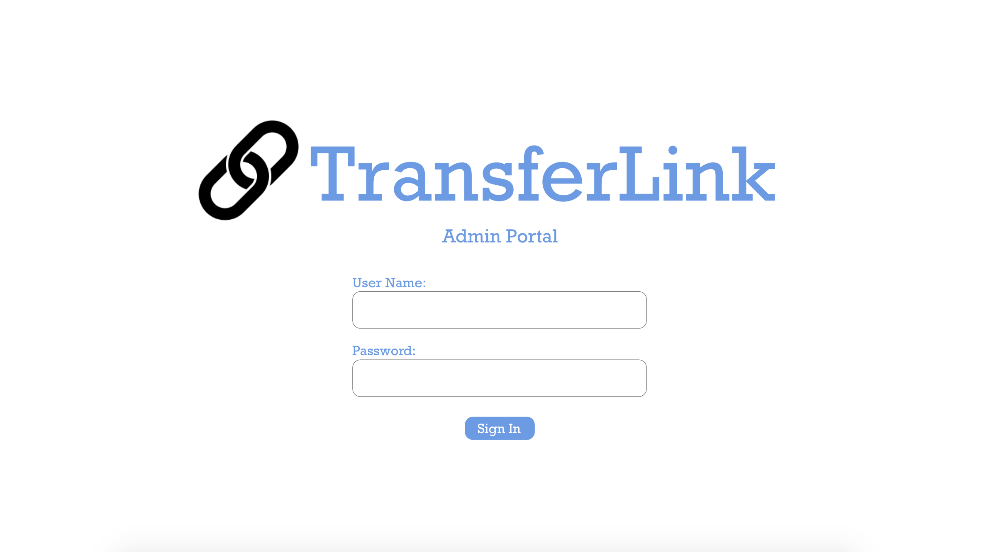 TransferLink
Admin Portal
User Name:
Password:
Sign In